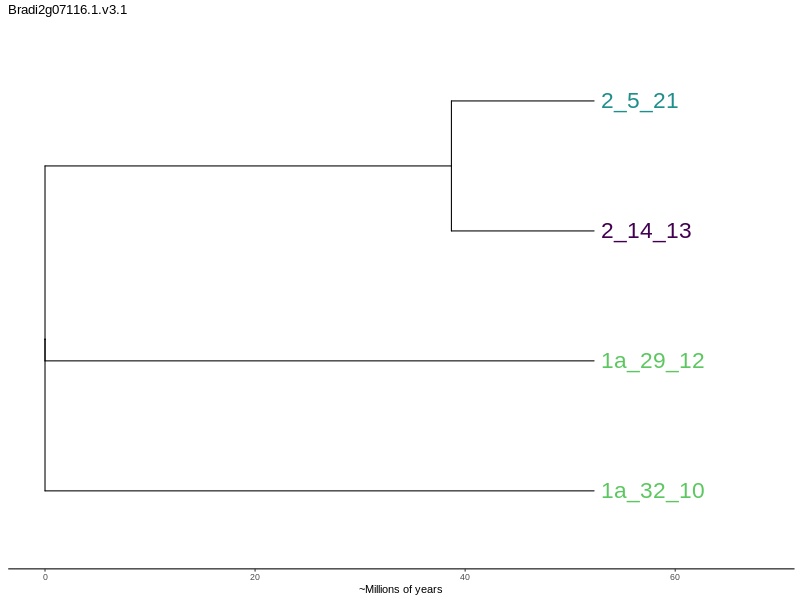 Bradi2g07116.1.v3.1
2_5_21
2_14_13
1a_29_12
1a_32_10
0 20 40 60
~Millions of years